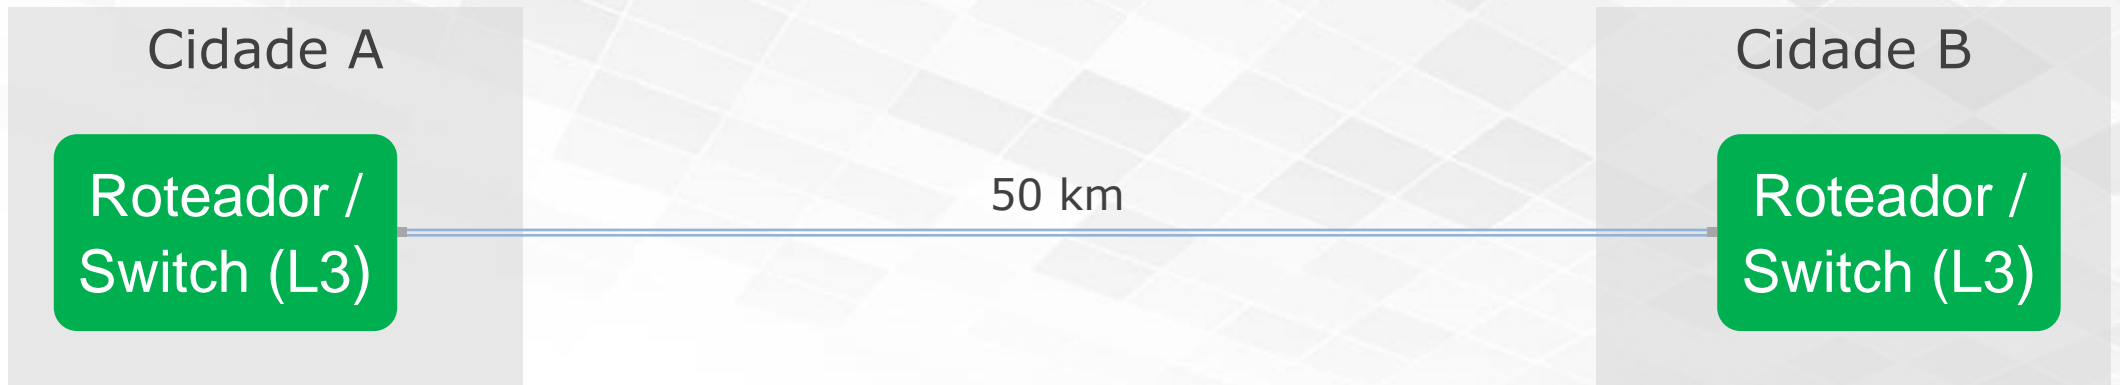 Cidade A
Cidade B
Roteador /
Switch (L3)
50 km
Roteador /
Switch (L3)